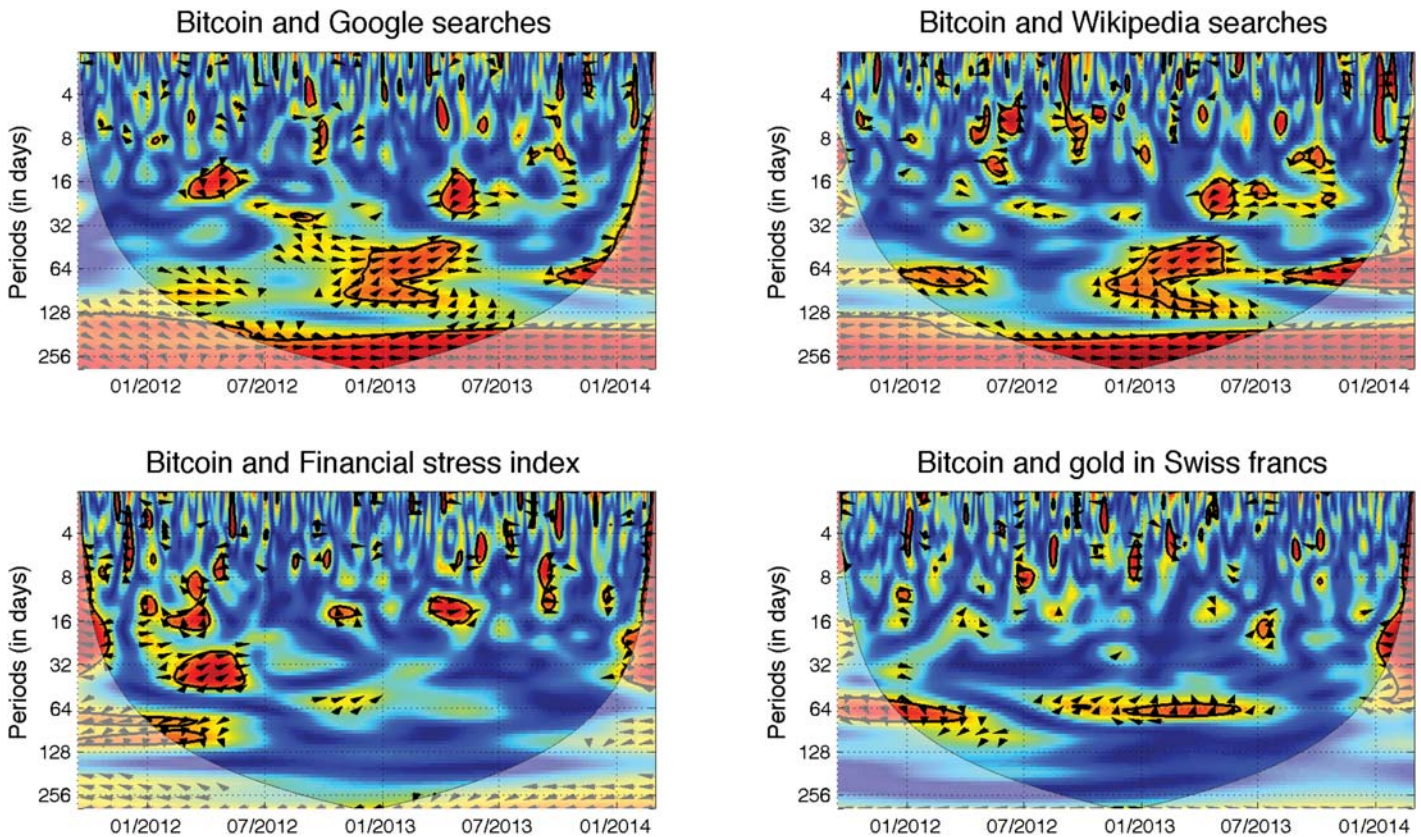 Bitcoin and Google searches
Periods (in days)
4
8
16
32
64
128
256
01/2012 07/2012 01/2013 07/2013 01/2014
Bitcoin and Wikipedia searches
Periods (in days)
4
8
16
32
64
128
256
01/2012 07/2012 01/2013 07/2013 01/2014
Bitcoin and Financial stress index
Periods (in days)
4
8
16
32
64
128
256
01/2012 07/2012 01/2013 07/2013 01/2014
Bitcoin and gold in Swiss francs
Periods (in days)
4
8
16
32
64
128
256
01/2012 07/2012 01/2013 07/2013 01/2014